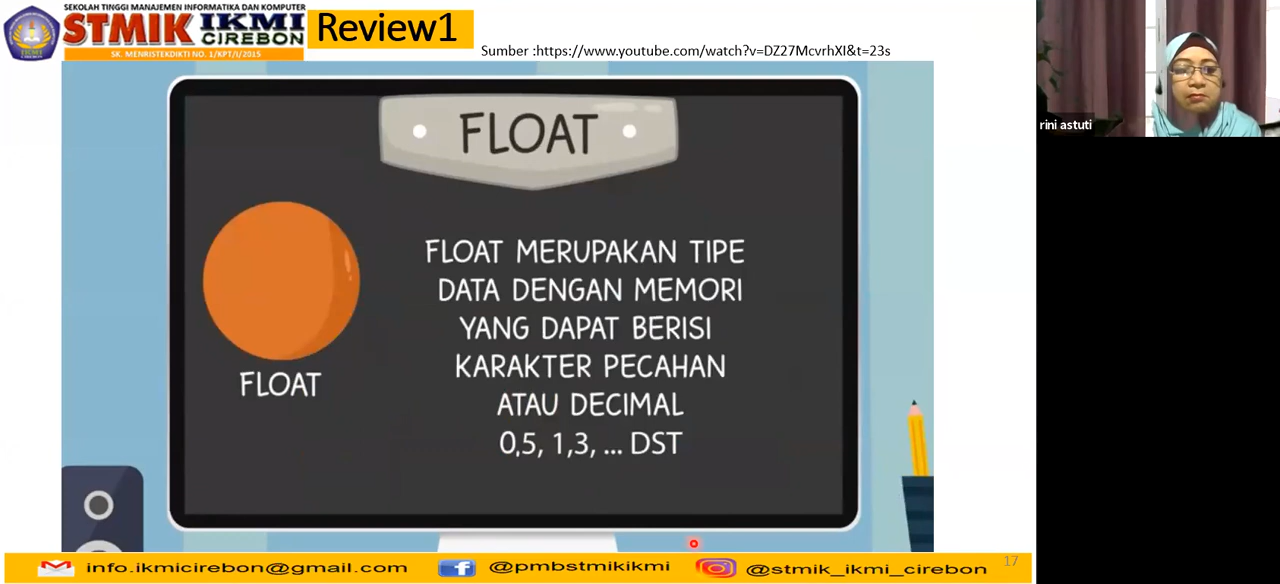 SEKOLAH TINGGI MANAJEMEN INFORMATIKA DAN KOMPUTER
STMIK IKMI
CIREBON
SK. MENRISTEKDIKTI NO. 1/KPT/I/2015
Review1
Sumber :https://www.youtube.com/watch?v=DZ27McvrhXI&t=23s
rini astuti
FLOAT
FLOAT MERUPAKAN TIPE
DATA DENGAN MEMORI
YANG DAPAT BERISI
KARAKTER PECAHAN
ATAU DECIMAL
0,5, 1,3, ... DST
FLOAT
info.ikmicirebon@gmail.com
@pmbstmikikmi
@stmik_ikmi_cirebon
17